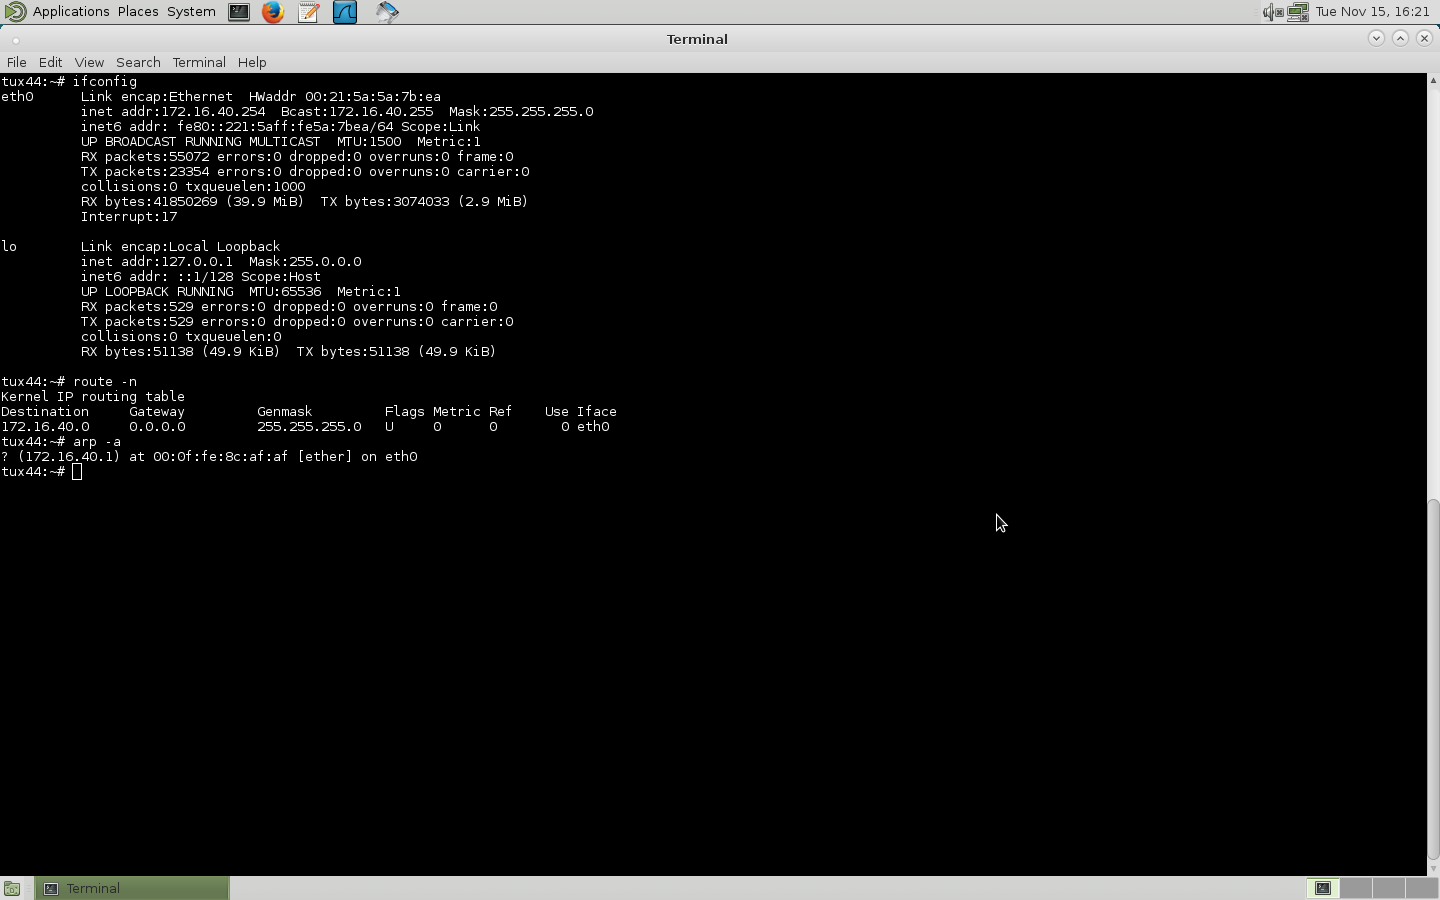 Applications Places System Tue Nov 15, 16:21
Terminal
File Edit View Search Terminal Help
tux44:~# ifconfig
eth0      Link encap:Ethernet  HWaddr 00:21:5a:5a:7b:ea
          inet addr:172.16.40.254  Bcast:172.16.40.255  Mask:255.255.255.0
          inet6 addr: fe80::221:5aff:fe5a:7bea/64 Scope:Link
          UP BROADCAST RUNNING MULTICAST  MTU:1500  Metric:1
          RX packets:55072 errors:0 dropped:0 overruns:0 frame:0
          TX packets:23354 errors:0 dropped:0 overruns:0 carrier:0
          collisions:0 txqueuelen:1000
          RX bytes:41850269 (39.9 MiB)  TX bytes:3074033 (2.9 MiB)
          Interrupt:17
lo        Link encap:Local Loopback
          inet addr:127.0.0.1  Mask:255.0.0.0
          inet6 addr: ::1/128 Scope:Host
          UP LOOPBACK RUNNING  MTU:65536  Metric:1
          RX packets:529 errors:0 dropped:0 overruns:0 frame:0
          TX packets:529 errors:0 dropped:0 overruns:0 carrier:0
          collisions:0 txqueuelen:0
          RX bytes:51138 (49.9 KiB)  TX bytes:51138 (49.9 KiB)
tux44:~# route -n
Kernel IP routing table
Destination     Gateway         Genmask         Flags Metric Ref    Use Iface
172.16.40.0     0.0.0.0         255.255.255.0   U     0      0        0 eth0
tux44:~# arp -a
? (172.16.40.1) at 00:0f:fe:8c:af:af [ether] on eth0
tux44:~#
Terminal